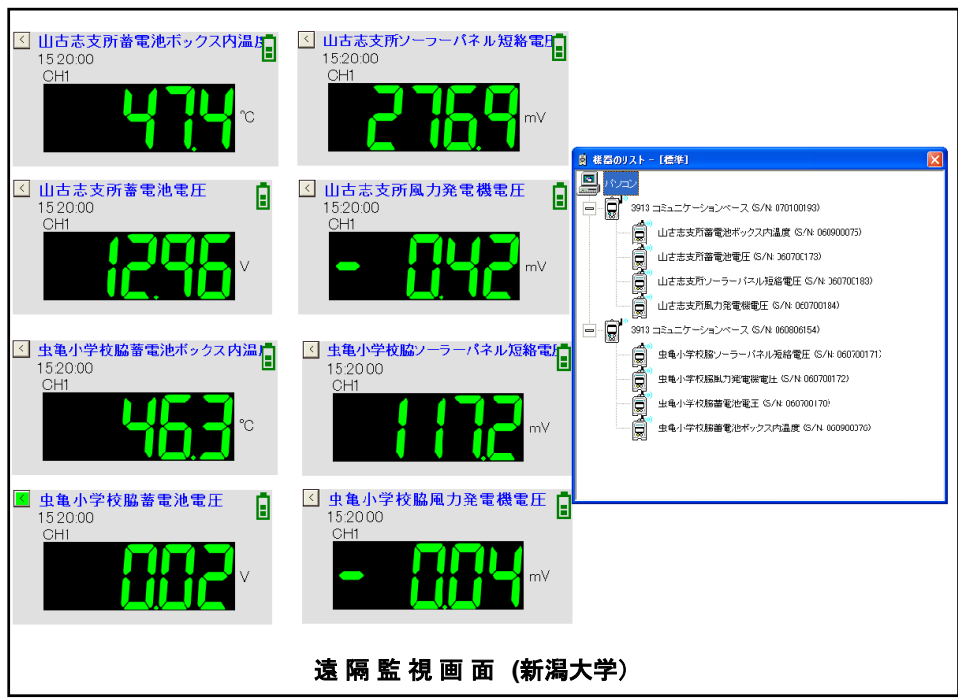 山古志支所蓄電池ボックス内温度
15:20:00
CH1
47.4 ℃
山古志支所ソーラーパネル短絡電圧
15:20:00
CH1
276.9 mV
山古志支所蓄電池電圧
15:20:00
CH1
12.96 V
山古志支所風力発電機電圧
15:20:00
CH1
- 0.42 mV
虫亀小学校脇蓄電池ボックス内温度
15:20:00
CH1
46.3 ℃
虫亀小学校脇ソーラーパネル短絡電圧
15:20:00
CH1
117.2 mV
虫亀小学校脇蓄電池電圧
15:20:00
CH1
0.02 V
虫亀小学校脇風力発電機電圧
15:20:00
CH1
- 0.04 mV
機器のリスト - [標準]
パソコン
3913 コミュニケーションベース (S/N: 070100193)
山古志支所蓄電池ボックス内温度 (S/N: 060900075)
山古志支所蓄電池電圧 (S/N: 060700173)
山古志支所ソーラーパネル短絡電圧 (S/N: 060700183)
山古志支所風力発電機電圧 (S/N: 060700184)
3913 コミュニケーションベース (S/N: 060806154)
虫亀小学校脇ソーラーパネル短絡電圧 (S/N: 060700171)
虫亀小学校脇風力発電機電圧 (S/N: 060700172)
虫亀小学校脇蓄電池電圧 (S/N: 060700170)
虫亀小学校脇蓄電池ボックス内温度 (S/N: 060900076)
遠隔監視画面 (新潟大学)